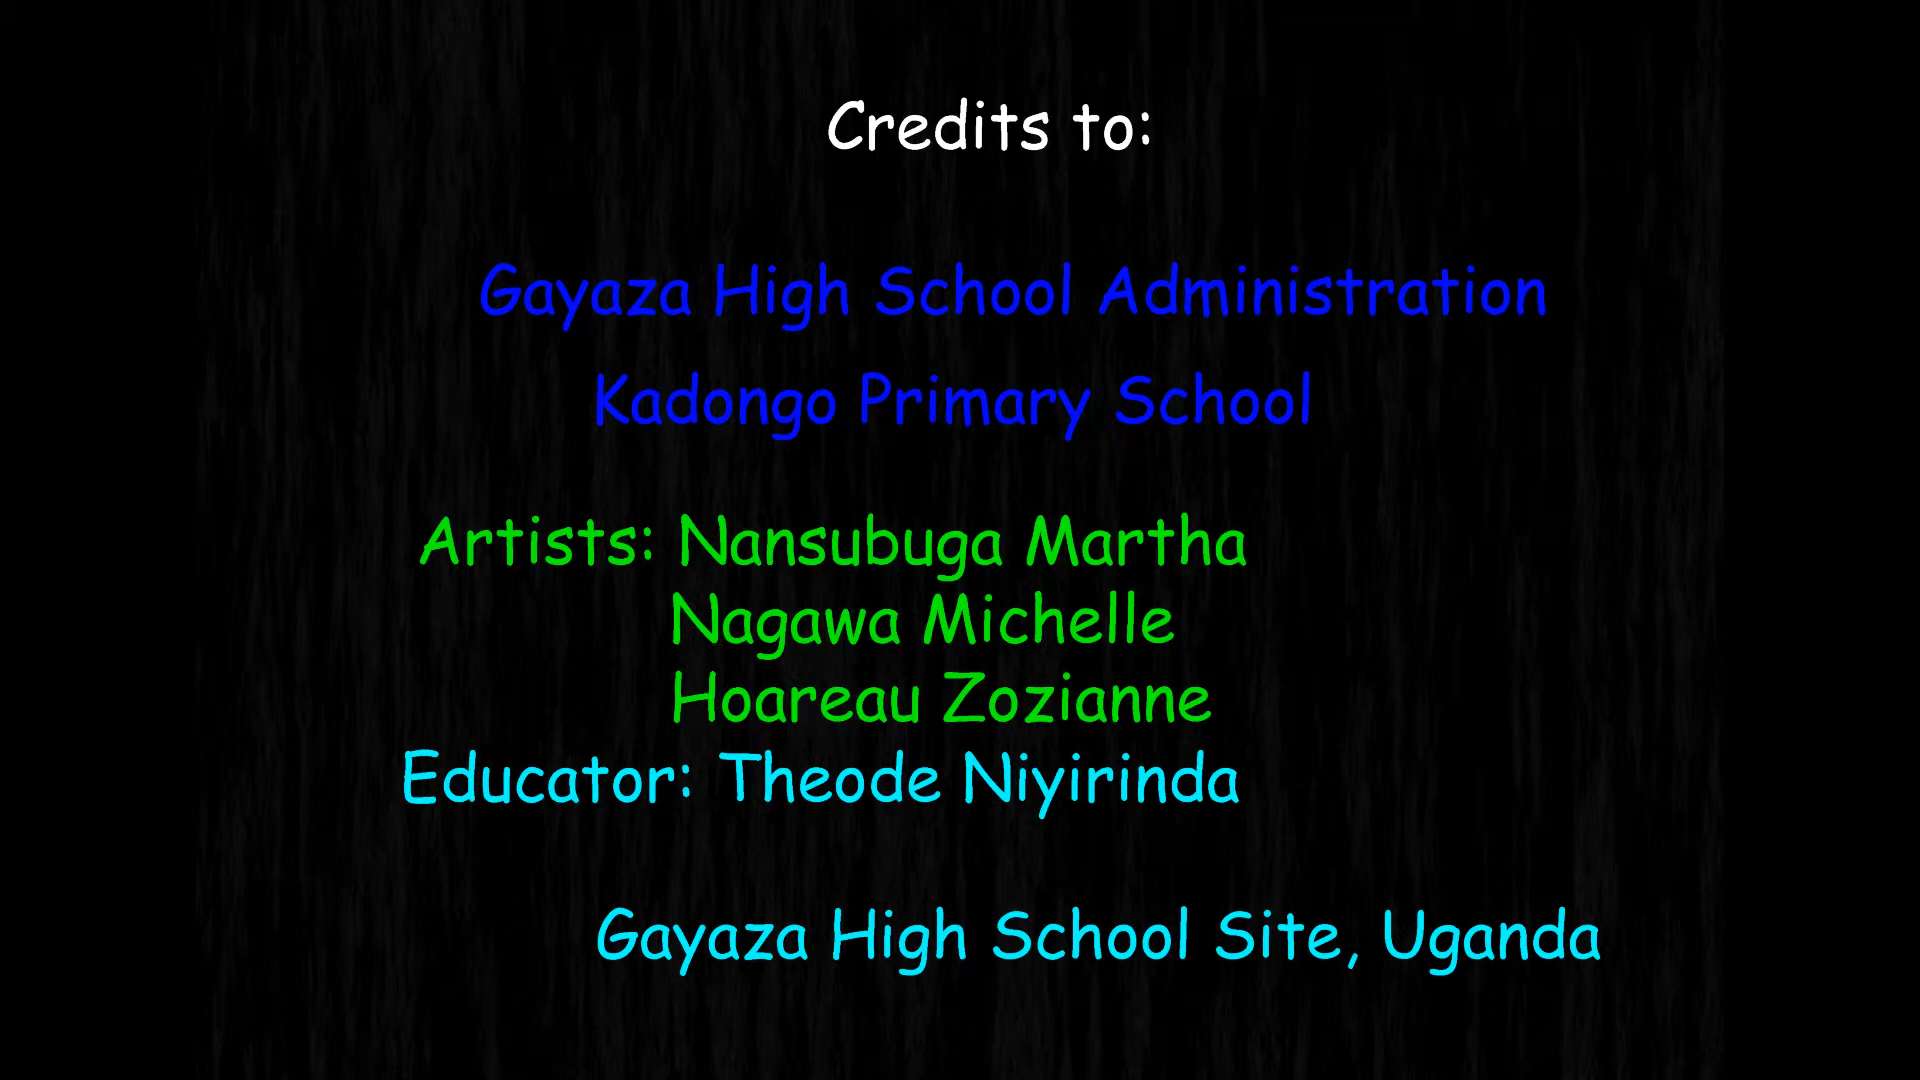 Credits to:
Gayaza High School Administration
Kadongo Primary School
Artists: Nansubuga Martha
Nagawa Michelle
Hoareau Zozianne
Educator: Theode Niyirinda
Gayaza High School Site, Uganda